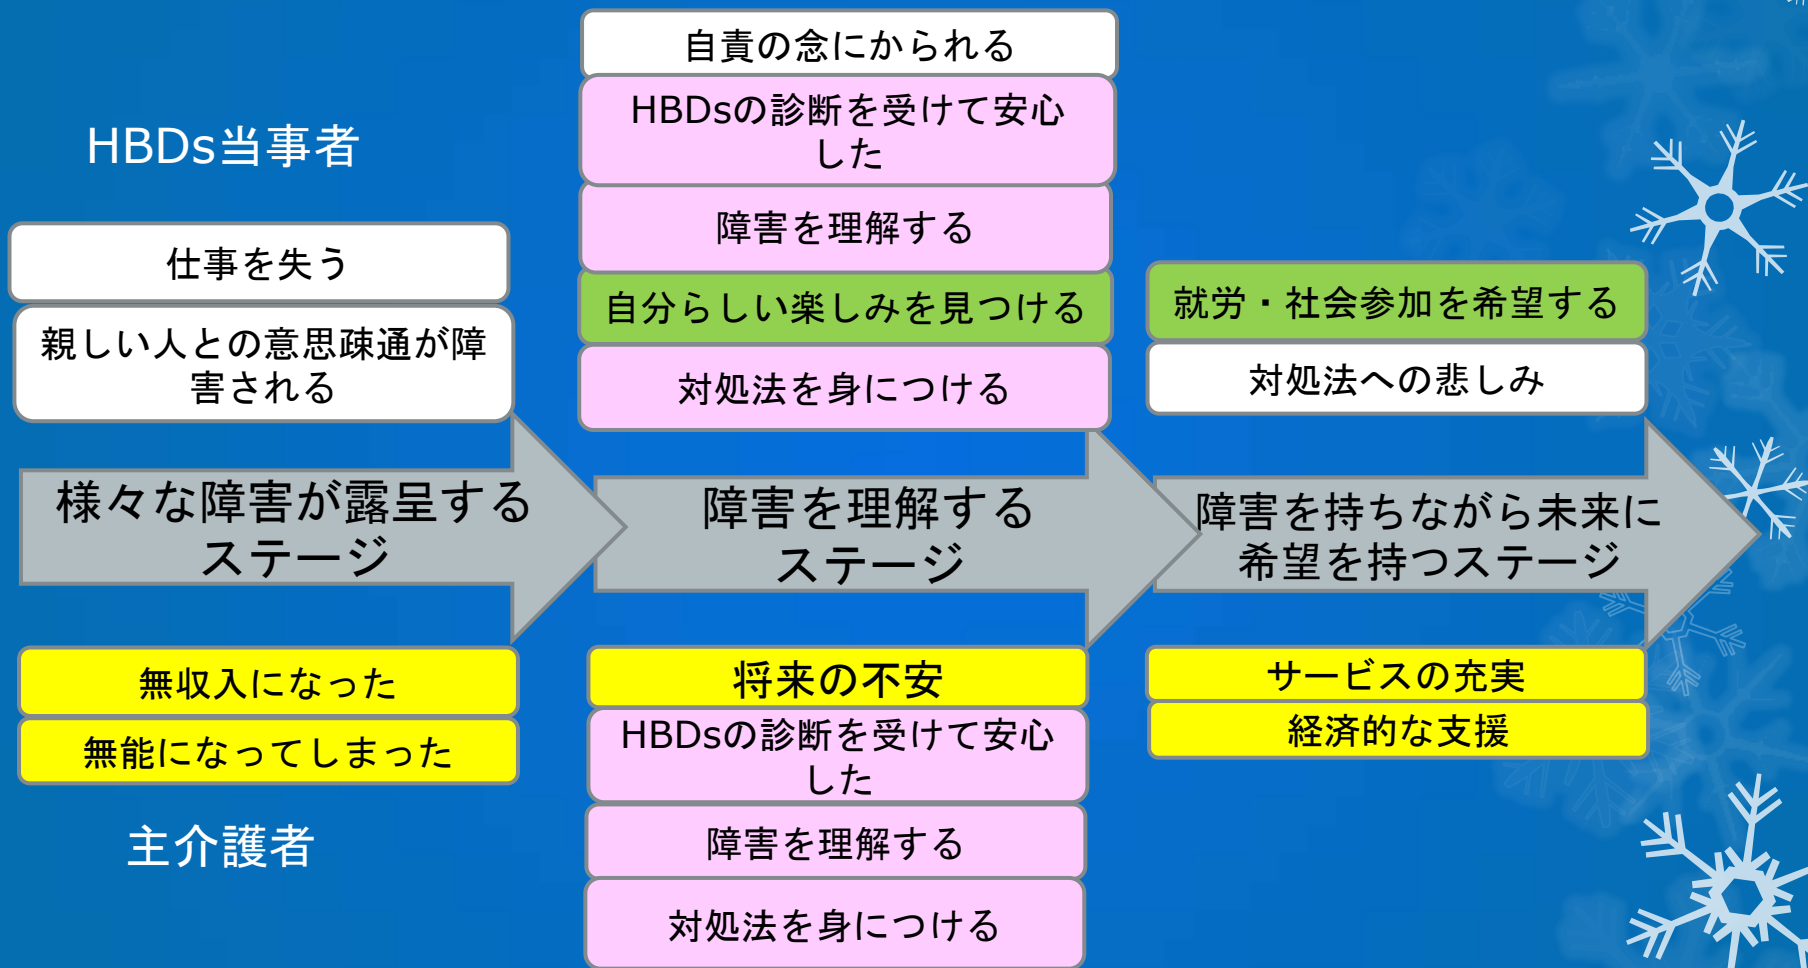 HBDs当事者
仕事を失う
親しい人との意思疎通が障
害される
自責の念にかられる
HBDsの診断を受けて安心
した
障害を理解する
自分らしい楽しみを見つける
対処法を身につける
就労・社会参加を希望する
対処法への悲しみ
様々な障害が露呈する
ステージ
障害を理解する
ステージ
障害を持ちながら未来に
希望を持つステージ
無収入になった
無能になってしまった
主介護者
将来の不安
HBDsの診断を受けて安心
した
障害を理解する
対処法を身につける
サービスの充実
経済的な支援